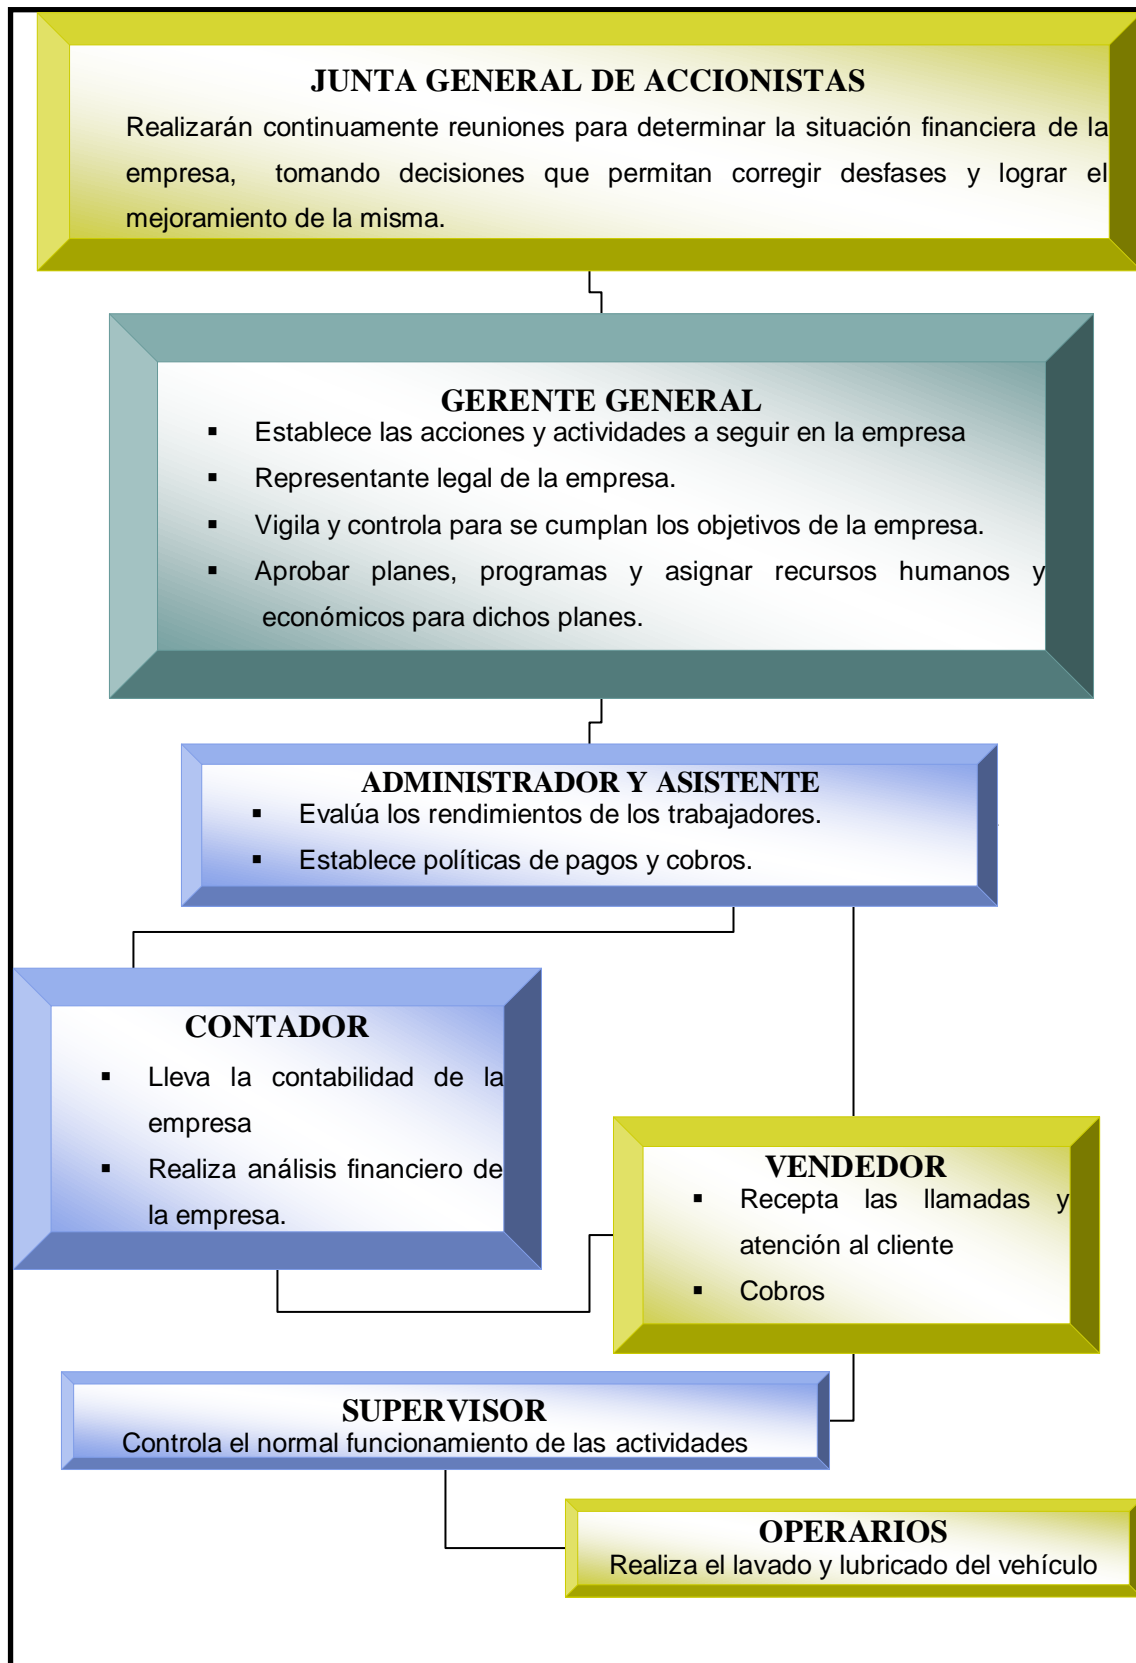 JUNTA GENERAL DE ACCIONISTAS
Realizarán continuamente reuniones para determinar la situación financiera de la
empresa, tomando decisiones que permitan corregir desfases y lograr el
mejoramiento de la misma.
GERENTE GENERAL
▪ Establece las acciones y actividades a seguir en la empresa
▪ Representante legal de la empresa.
▪ Vigila y controla para se cumplan los objetivos de la empresa.
▪ Aprobar planes, programas y asignar recursos humanos y
económicos para dichos planes.
ADMINISTRADOR Y ASISTENTE
▪ Evalúa los rendimientos de los trabajadores.
▪ Establece políticas de pagos y cobros.
CONTADOR
▪ Lleva la contabilidad de la
empresa
▪ Realiza análisis financiero de
la empresa.
VENDEDOR
▪ Recepta las llamadas y
atención al cliente
▪ Cobros
SUPERVISOR
Controla el normal funcionamiento de las actividades
OPERARIOS
Realiza el lavado y lubricado del vehículo